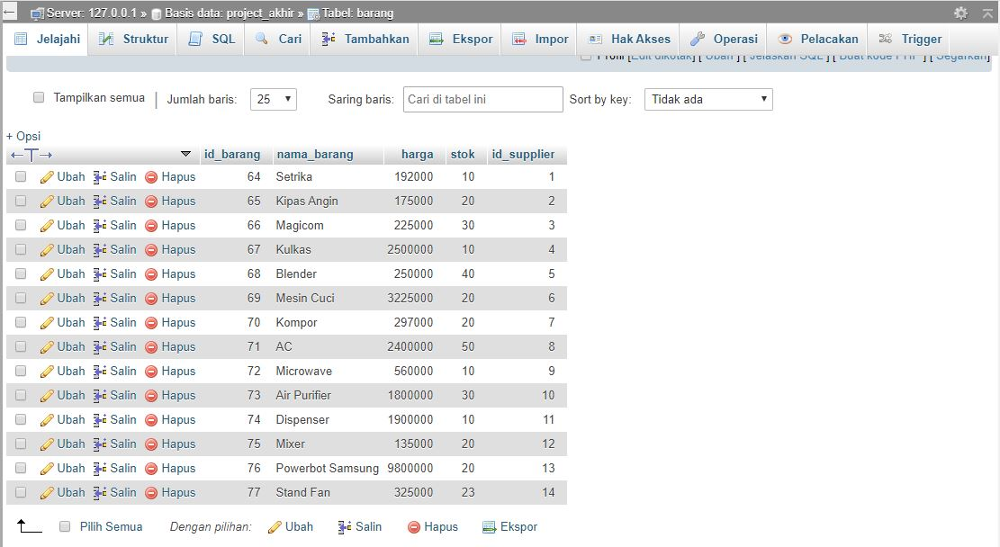 Server: 127.0.0.1 » Basis data: project_akhir » Tabel: barang
Jelajahi Struktur SQL Cari Tambahkan Ekspor Impor Hak Akses Operasi Pelacakan Trigger
Profil [Edit dikotak] [ Ubah ] [ Jelaskan SQL ] [ Buat kode PHP ] [ Segarkan]
Tampilkan semua | Jumlah baris: 25 Saring baris: Cari di tabel ini Sort by key: Tidak ada
+ Opsi
←T→ id_barang nama_barang harga stok id_supplier
Ubah Salin Hapus 64 Setrika 192000 10 1
Ubah Salin Hapus 65 Kipas Angin 175000 20 2
Ubah Salin Hapus 66 Magicom 225000 30 3
Ubah Salin Hapus 67 Kulkas 2500000 10 4
Ubah Salin Hapus 68 Blender 250000 40 5
Ubah Salin Hapus 69 Mesin Cuci 3225000 20 6
Ubah Salin Hapus 70 Kompor 297000 20 7
Ubah Salin Hapus 71 AC 2400000 50 8
Ubah Salin Hapus 72 Microwave 560000 10 9
Ubah Salin Hapus 73 Air Purifier 1800000 30 10
Ubah Salin Hapus 74 Dispenser 1900000 10 11
Ubah Salin Hapus 75 Mixer 135000 20 12
Ubah Salin Hapus 76 Powerbot Samsung 9800000 20 13
Ubah Salin Hapus 77 Stand Fan 325000 23 14
Pilih Semua Dengan pilihan: Ubah Salin Hapus Ekspor